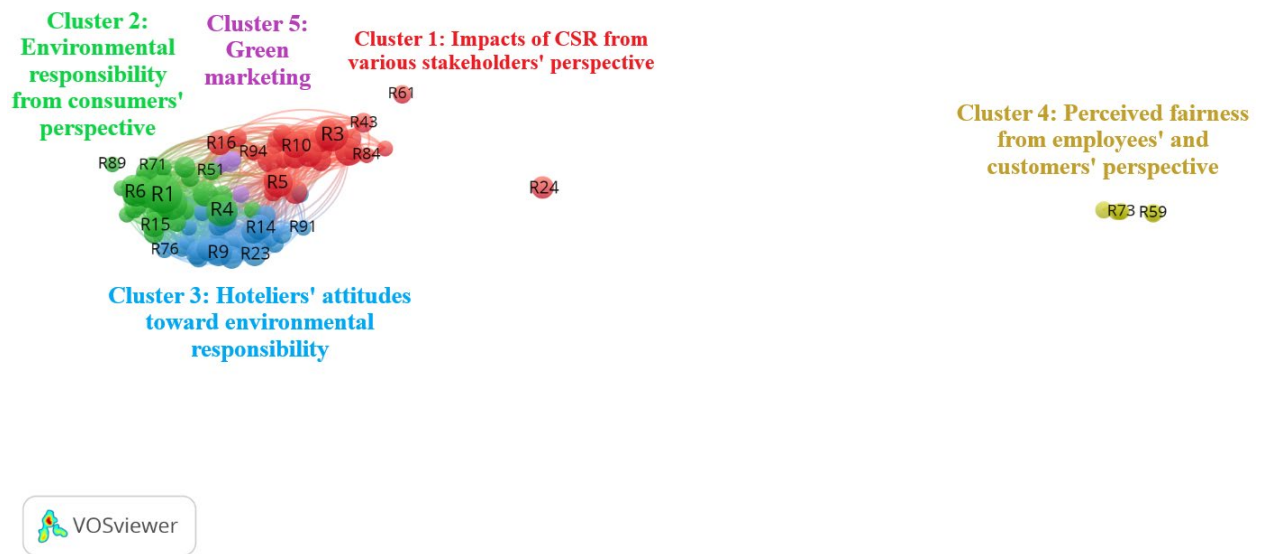 Cluster 2:
Environmental
responsibility
from consumers'
perspective
Cluster 5:
Green
marketing
Cluster 1: Impacts of CSR from
various stakeholders' perspective
Cluster 4: Perceived fairness
from employees' and
customers' perspective
R61
R43
R3
R16
R10
R94
R84
R89
R71
R51
R5
R24
R6
R1
R4
R73
R59
R15
R14
R91
R76
R9
R23
Cluster 3: Hoteliers' attitudes
toward environmental
responsibility
VOSviewer